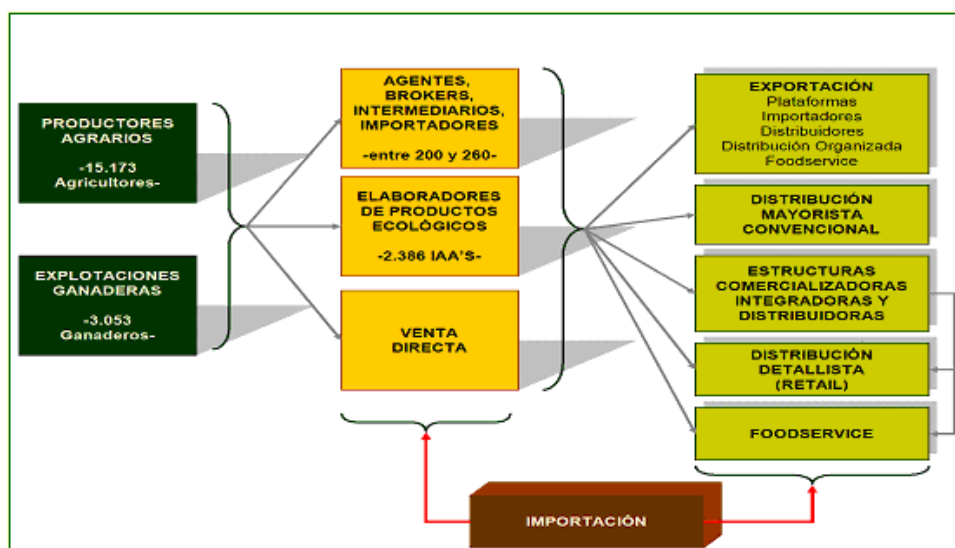 PRODUCTORES
AGRARIOS
-15.173
Agricultores-
EXPLOTACIONES
GANADERAS
-3.053
Ganaderos-
AGENTES,
BROKERS,
INTERMEDIARIOS,
IMPORTADORES
-entre 200 y 260-
ELABORADORES
DE PRODUCTOS
ECOLÓGICOS
-2.386 IAA'S-
VENTA
DIRECTA
EXPORTACIÓN
Plataformas
Importadores
Distribuidores
Distribución Organizada
Foodservice
DISTRIBUCIÓN
MAYORISTA
CONVENCIONAL
ESTRUCTURAS
COMERCIALIZADORAS
INTEGRADORAS Y
DISTRIBUIDORAS
DISTRIBUCIÓN
DETALLISTA
(RETAIL)
FOODSERVICE
IMPORTACIÓN